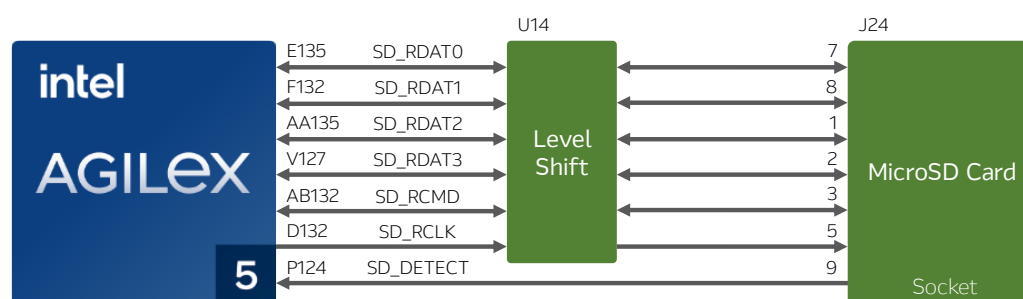 U14 J24
E135 SD_RDAT0 7
intel
F132 SD_RDAT1 8
AA135 SD_RDAT2 1
Level
Shift
V127 SD_RDAT3 2
AGILEX
MicroSD Card
AB132 SD_RCMD 3
D132 SD_RCLK 5
P124 SD_DETECT 9
5
Socket